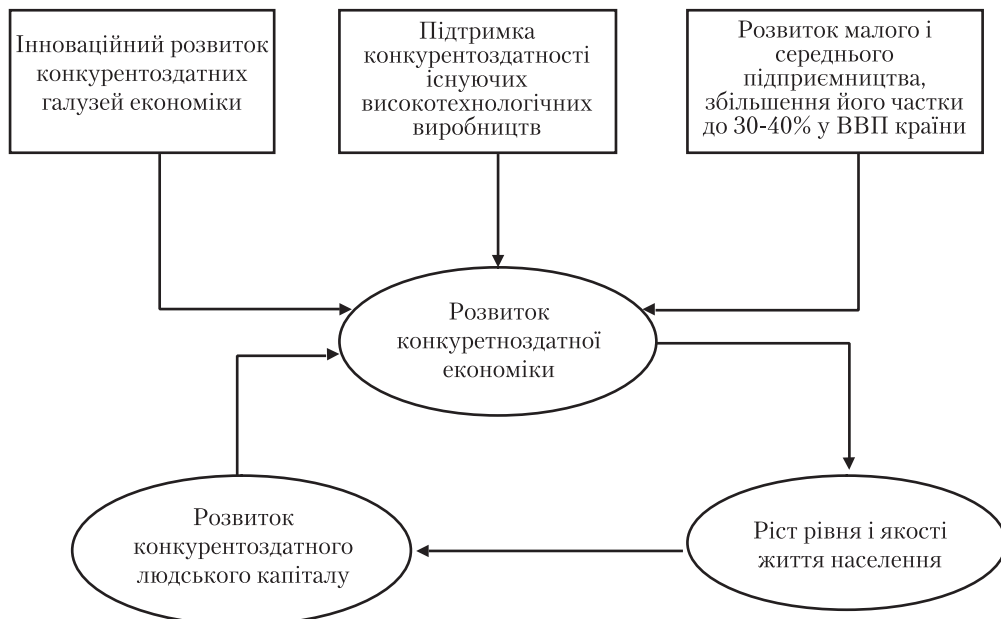 Інноваційний розвиток
конкурентоздатних
галузей економіки
Підтримка
конкурентоздатності
існуючих
високотехнологічних
виробництв
Розвиток малого і
середнього
підприємництва,
збільшення його частки
до 30-40% у ВВП країни
Розвиток
конкуретноздатної
економіки
Розвиток
конкурентоздатного
людського капіталу
Ріст рівня і якості
життя населення